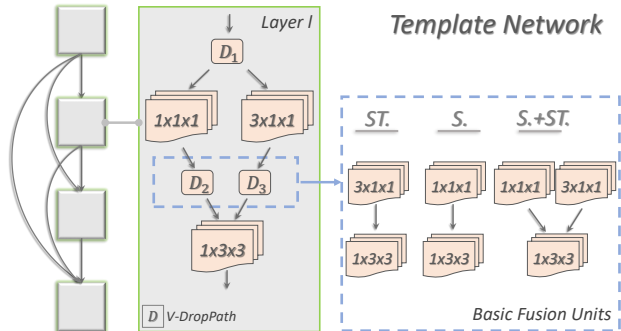 Layer I
Template Network
D1
1x1x1 3x1x1
D2 D3
1x3x3
D V-DropPath
ST. S. S.+ST.
3x1x1 1x1x1 1x1x1 3x1x1
1x3x3 1x3x3 1x3x3
Basic Fusion Units